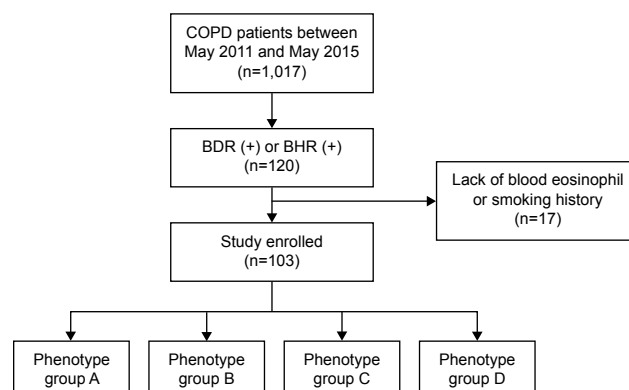 COPD patients between
May 2011 and May 2015
(n=1,017)
BDR (+) or BHR (+)
(n=120)
Lack of blood eosinophil
or smoking history
(n=17)
Study enrolled
(n=103)
Phenotype
group A
Phenotype
group B
Phenotype
group C
Phenotype
group D